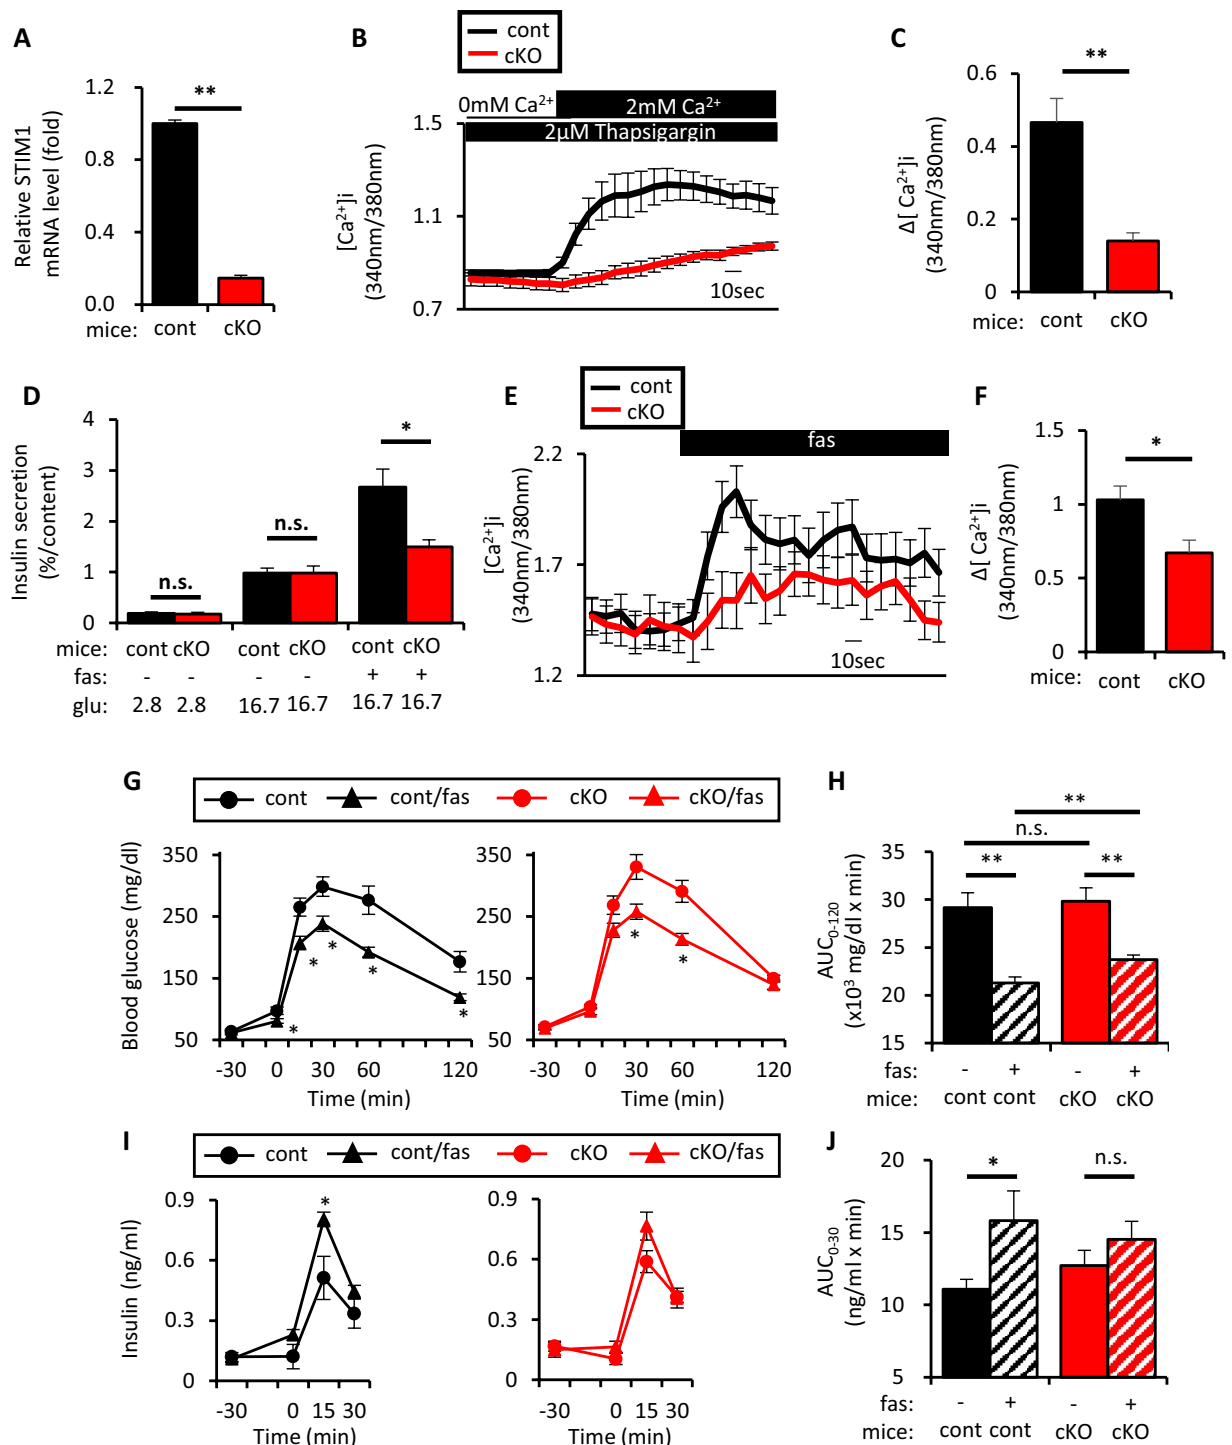 A
Relative STIM1
mRNA level (fold)
1.2
0.8
0.4
0.0
**
mice: cont cKO
B
cont
cKO
0mM Ca²⁺ 2mM Ca²⁺
2μM Thapsigargin
[Ca²⁺]i
(340nm/380nm)
1.5
1.1
0.7
10sec
C
Δ[ Ca²⁺]i
(340nm/380nm)
0.6
0.4
0.2
0
**
mice: cont cKO
D
Insulin secretion
(%/content)
4
3
2
1
0
n.s.
n.s.
*
mice: cont cKO cont cKO cont cKO
fas: - - - - + +
glu: 2.8 2.8 16.7 16.7 16.7 16.7
E
cont
cKO
fas
[Ca²⁺]i
(340nm/380nm)
2.2
1.7
1.2
10sec
F
Δ[ Ca²⁺]i
(340nm/380nm)
1.5
1
0.5
0
*
mice: cont cKO
G
cont cont/fas cKO cKO/fas
Blood glucose (mg/dl)
350
250
150
50
* * * * *
-30 0 30 60 120
Time (min)
350
250
150
50
* *
-30 0 30 60 120
Time (min)
H
AUC0-120
(x10³ mg/dl x min)
35
30
25
20
15
**
n.s.
** **
fas: - + - +
mice: cont cont cKO cKO
I
cont cont/fas cKO cKO/fas
Insulin (ng/ml)
0.9
0.6
0.3
0
*
-30 0 15 30
Time (min)
0.9
0.6
0.3
0
-30 0 15 30
Time (min)
J
AUC0-30
(ng/ml x min)
20
15
10
5
* n.s.
fas: - + - +
mice: cont cont cKO cKO